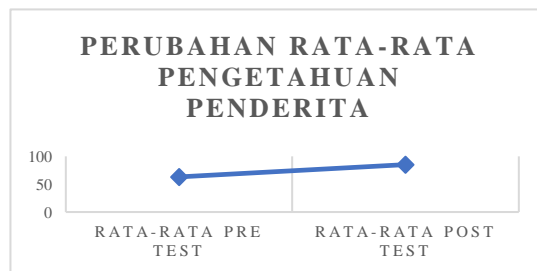 PERUBAHAN RATA-RATA
PENGETAHUAN
PENDERITA
100
50
0
RATA-RATA PRE
TEST
RATA-RATA POST
TEST